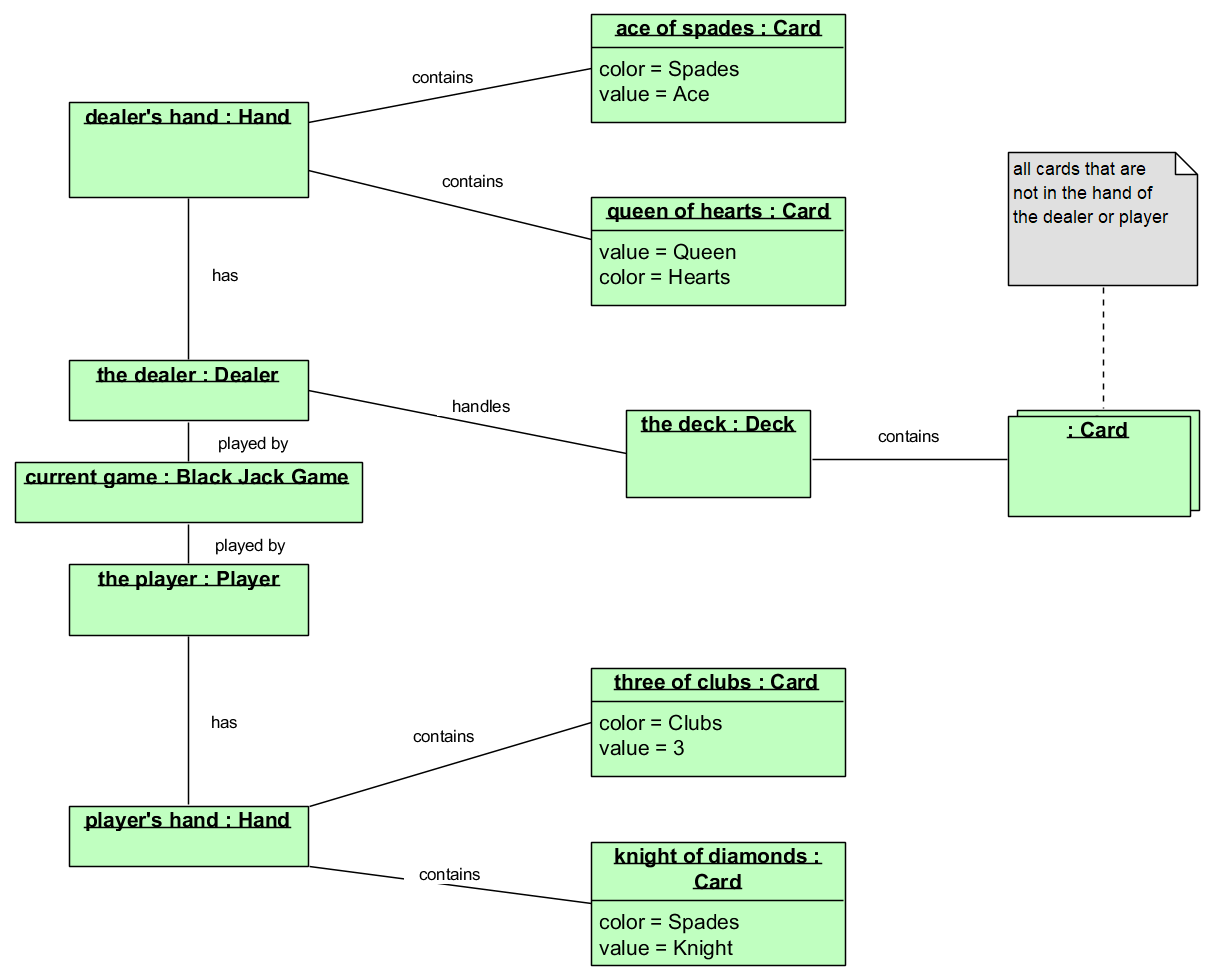 ace of spades : Card
color = Spades
value = Ace
contains
dealer's hand : Hand
contains
queen of hearts : Card
value = Queen
color = Hearts
all cards that are
not in the hand of
the dealer or player
has
the dealer : Dealer
handles
the deck : Deck
contains
: Card
played by
current game : Black Jack Game
played by
the player : Player
has
contains
three of clubs : Card
color = Clubs
value = 3
player's hand : Hand
contains
knight of diamonds :
Card
color = Spades
value = Knight